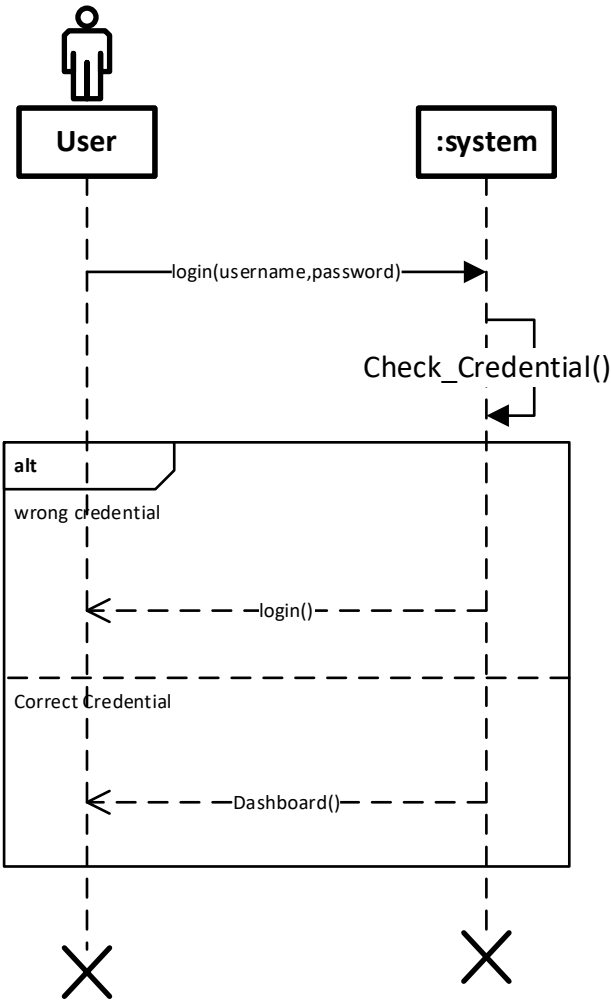 User
:system
login(username,password)
Check_Credential()
alt
wrong credential
login()
Correct Credential
Dashboard()